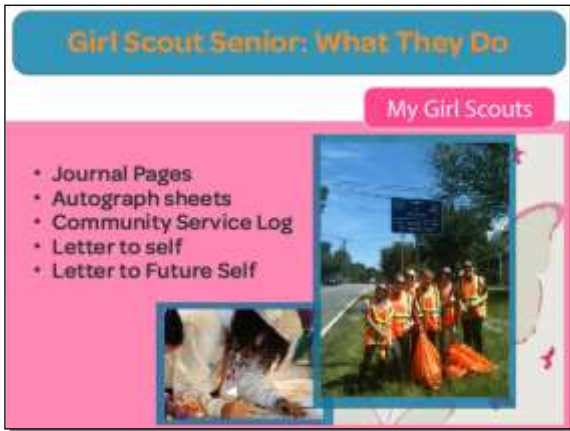 Girl Scout Senior: What They Do
My Girl Scouts
• Journal Pages
• Autograph sheets
• Community Service Log
• Letter to self
• Letter to Future Self